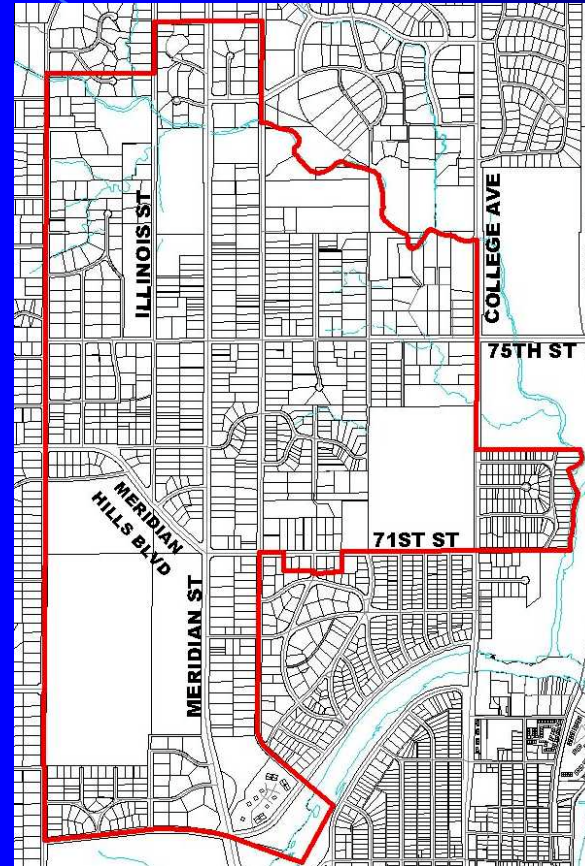 ILLINOIS ST
COLLEGE AVE
75TH ST
MERIDIAN
HILLS BLVD
71ST ST
MERIDIAN ST